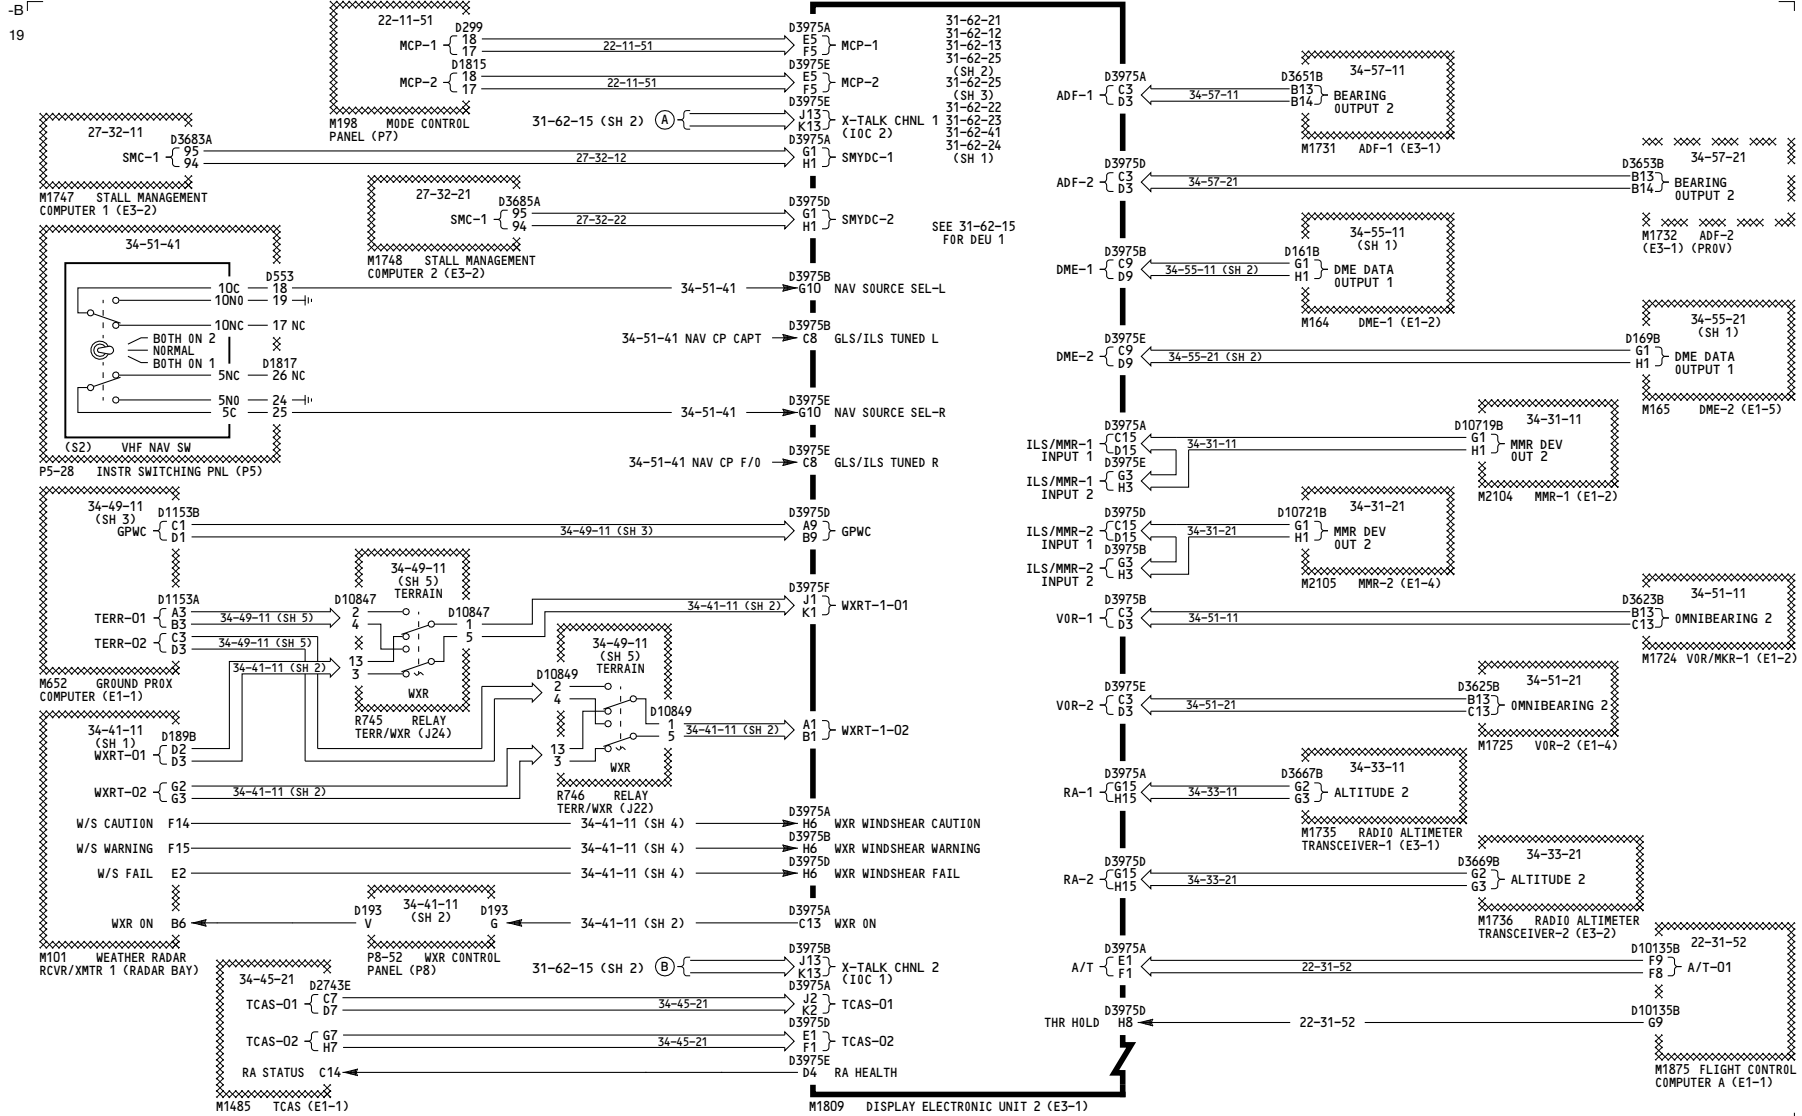 -B
19
22-11-51
D299
MCP-1 18
17
22-11-51
D3975A
E5
F5
MCP-1
D1815
MCP-2 18
17
22-11-51
D3975E
E5
F5
MCP-2
M198 MODE CONTROL
PANEL (P7)
31-62-15 (SH 2) A
D3975E
J13
K13
X-TALK CHNL 1
(IOC 2)
27-32-11
D3683A
SMC-1 95
94
27-32-12
D3975A
G1
H1
SMYDC-1
M1747 STALL MANAGEMENT
COMPUTER 1 (E3-2)
27-32-21
D3685A
SMC-1 95
94
27-32-22
D3975D
G1
H1
SMYDC-2
M1748 STALL MANAGEMENT
COMPUTER 2 (E3-2)
31-62-21
31-62-12
31-62-13
31-62-25
(SH 2)
31-62-25
(SH 3)
31-62-22
31-62-23
31-62-41
31-62-24
(SH 1)
SEE 31-62-15
FOR DEU 1
34-51-41
D553
10C 18
34-51-41
D3975B
G10 NAV SOURCE SEL-L
10NO 19
10NC 17 NC
BOTH ON 2
NORMAL
BOTH ON 1
D1817
5NC 26 NC
5NO 24
5C 25
34-51-41
D3975E
G10 NAV SOURCE SEL-R
(S2) VHF NAV SW
P5-28 INSTR SWITCHING PNL (P5)
34-51-41 NAV CP CAPT
D3975B
C8 GLS/ILS TUNED L
34-51-41 NAV CP F/O
D3975E
C8 GLS/ILS TUNED R
34-49-11
(SH 3)
D1153B
GPWC C1
D1
34-49-11 (SH 3)
D3975D
A9
B9
GPWC
D1153A
TERR-01 A3
B3
34-49-11 (SH 5)
TERR-02 C3
D3
34-49-11 (SH 5)
34-41-11 (SH 2)
M652 GROUND PROX
COMPUTER (E1-1)
34-49-11
(SH 5)
TERRAIN
D10847
2
4
13
3
D10847
1
5
WXR
R745 RELAY
TERR/WXR (J24)
34-41-11 (SH 2)
D3975F
J1
K1
WXRT-1-01
34-49-11
(SH 5)
TERRAIN
D10849
2
4
13
3
D10849
1
5
WXR
R746 RELAY
TERR/WXR (J22)
34-41-11 (SH 2)
A1
B1
WXRT-1-02
34-41-11
(SH 1)
D189B
WXRT-01 D2
D3
WXRT-02 G2
G3
34-41-11 (SH 2)
W/S CAUTION F14
34-41-11 (SH 4)
D3975A
H6 WXR WINDSHEAR CAUTION
W/S WARNING F15
34-41-11 (SH 4)
D3975B
H6 WXR WINDSHEAR WARNING
W/S FAIL E2
34-41-11 (SH 4)
D3975D
H6 WXR WINDSHEAR FAIL
WXR ON B6
D193
V
34-41-11
(SH 2)
D193
G
34-41-11 (SH 2)
D3975A
C13 WXR ON
M101 WEATHER RADAR
RCVR/XMTR 1 (RADAR BAY)
P8-52 WXR CONTROL
PANEL (P8)
31-62-15 (SH 2) B
D3975B
J13
K13
X-TALK CHNL 2
(IOC 1)
34-45-21
D2743E
TCAS-01 C7
D7
34-45-21
D3975A
J2
K2
TCAS-01
TCAS-02 G7
H7
34-45-21
D3975D
E1
F1
TCAS-02
RA STATUS C14
D3975E
D4 RA HEALTH
M1485 TCAS (E1-1)
M1809 DISPLAY ELECTRONIC UNIT 2 (E3-1)
ADF-1
D3975A
C3
D3
34-57-11
D3651B
B13
B14
34-57-11
BEARING
OUTPUT 2
M1731 ADF-1 (E3-1)
ADF-2
D3975D
C3
D3
34-57-21
D3653B
B13
B14
34-57-21
BEARING
OUTPUT 2
M1732 ADF-2
(E3-1) (PROV)
DME-1
D3975B
C9
D9
34-55-11 (SH 2)
D161B
G1
H1
34-55-11
(SH 1)
DME DATA
OUTPUT 1
M164 DME-1 (E1-2)
DME-2
D3975E
C9
D9
34-55-21 (SH 2)
D169B
G1
H1
34-55-21
(SH 1)
DME DATA
OUTPUT 1
M165 DME-2 (E1-5)
ILS/MMR-1
INPUT 1
D3975A
C15
D15
34-31-11
D10719B
G1
H1
34-31-11
MMR DEV
OUT 2
M2104 MMR-1 (E1-2)
ILS/MMR-1
INPUT 2
D3975E
G3
H3
ILS/MMR-2
INPUT 1
D3975D
C15
D15
34-31-21
D10721B
G1
H1
34-31-21
MMR DEV
OUT 2
M2105 MMR-2 (E1-4)
ILS/MMR-2
INPUT 2
D3975B
G3
H3
VOR-1
D3975B
C3
D3
34-51-11
D3623B
B13
C13
34-51-11
OMNIBEARING 2
M1724 VOR/MKR-1 (E1-2)
VOR-2
D3975E
C3
D3
34-51-21
D3625B
B13
C13
34-51-21
OMNIBEARING 2
M1725 VOR-2 (E1-4)
RA-1
D3975A
G15
H15
34-33-11
D3667B
G2
G3
34-33-11
ALTITUDE 2
M1735 RADIO ALTIMETER
TRANSCEIVER-1 (E3-1)
RA-2
D3975D
G15
H15
34-33-21
D3669B
G2
G3
34-33-21
ALTITUDE 2
M1736 RADIO ALTIMETER
TRANSCEIVER-2 (E3-2)
A/T
D3975A
E1
F1
22-31-52
D10135B
F9
F8
22-31-52
A/T-01
THR HOLD
D3975D
H8
22-31-52
D10135B
G9
M1875 FLIGHT CONTROL
COMPUTER A (E1-1)